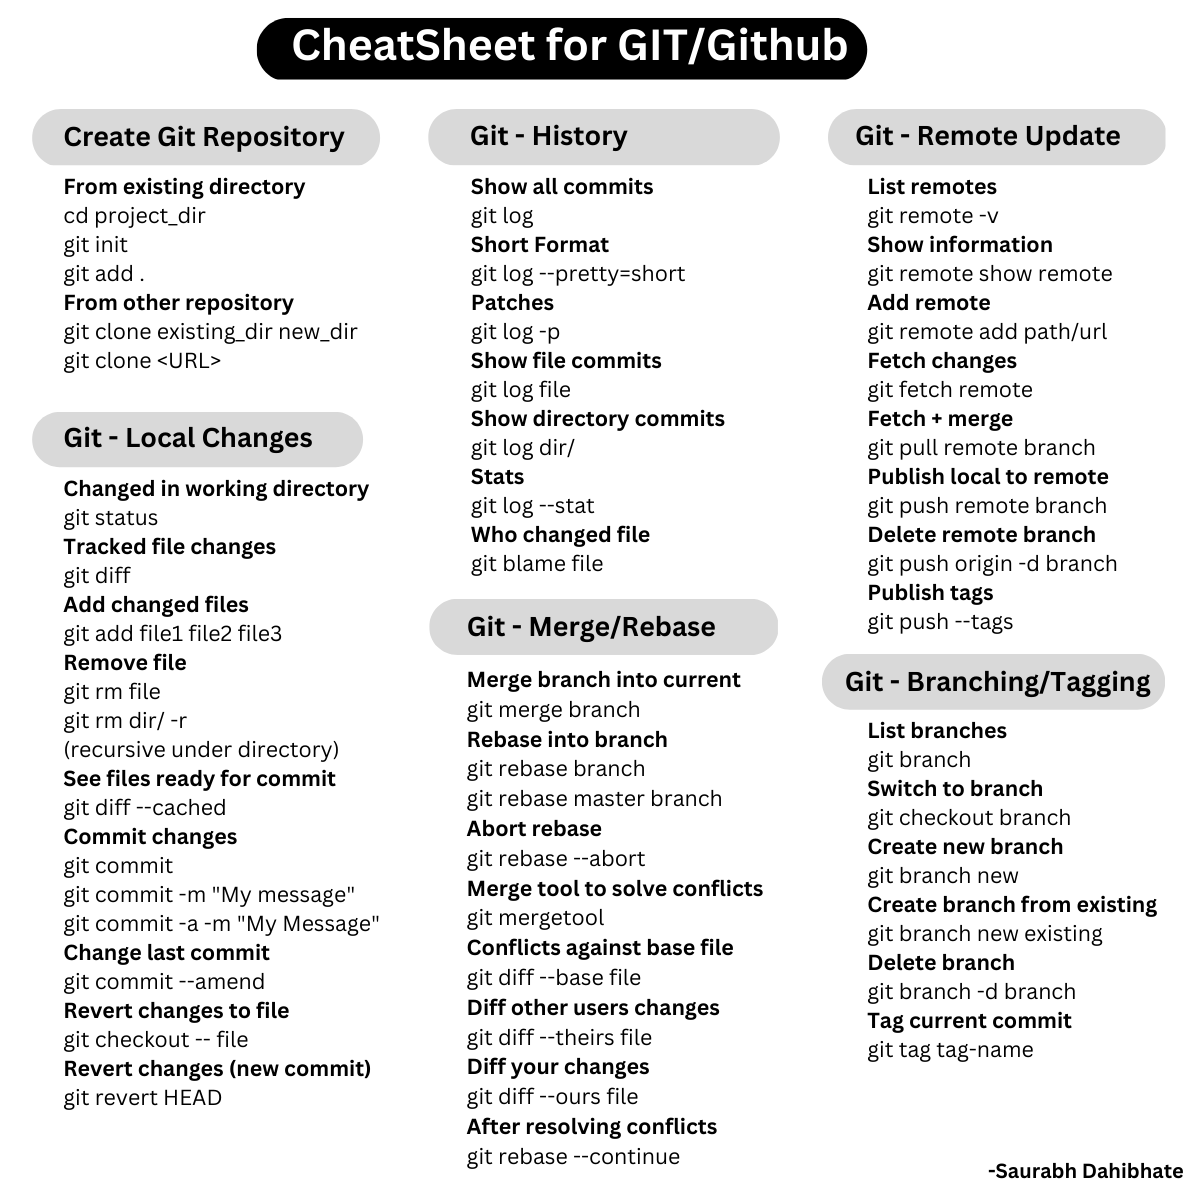 CheatSheet for GIT/Github
Create Git Repository
From existing directory
cd project_dir
git init
git add .
From other repository
git clone existing_dir new_dir
git clone <URL>
Git - Local Changes
Changed in working directory
git status
Tracked file changes
git diff
Add changed files
git add file1 file2 file3
Remove file
git rm file
git rm dir/ -r
(recursive under directory)
See files ready for commit
git diff --cached
Commit changes
git commit
git commit -m "My message"
git commit -a -m "My Message"
Change last commit
git commit --amend
Revert changes to file
git checkout -- file
Revert changes (new commit)
git revert HEAD
Git - History
Show all commits
git log
Short Format
git log --pretty=short
Patches
git log -p
Show file commits
git log file
Show directory commits
git log dir/
Stats
git log --stat
Who changed file
git blame file
Git - Merge/Rebase
Merge branch into current
git merge branch
Rebase into branch
git rebase branch
git rebase master branch
Abort rebase
git rebase --abort
Merge tool to solve conflicts
git mergetool
Conflicts against base file
git diff --base file
Diff other users changes
git diff --theirs file
Diff your changes
git diff --ours file
After resolving conflicts
git rebase --continue
Git - Remote Update
List remotes
git remote -v
Show information
git remote show remote
Add remote
git remote add path/url
Fetch changes
git fetch remote
Fetch + merge
git pull remote branch
Publish local to remote
git push remote branch
Delete remote branch
git push origin -d branch
Publish tags
git push --tags
Git - Branching/Tagging
List branches
git branch
Switch to branch
git checkout branch
Create new branch
git branch new
Create branch from existing
git branch new existing
Delete branch
git branch -d branch
Tag current commit
git tag tag-name
-Saurabh Dahibhate